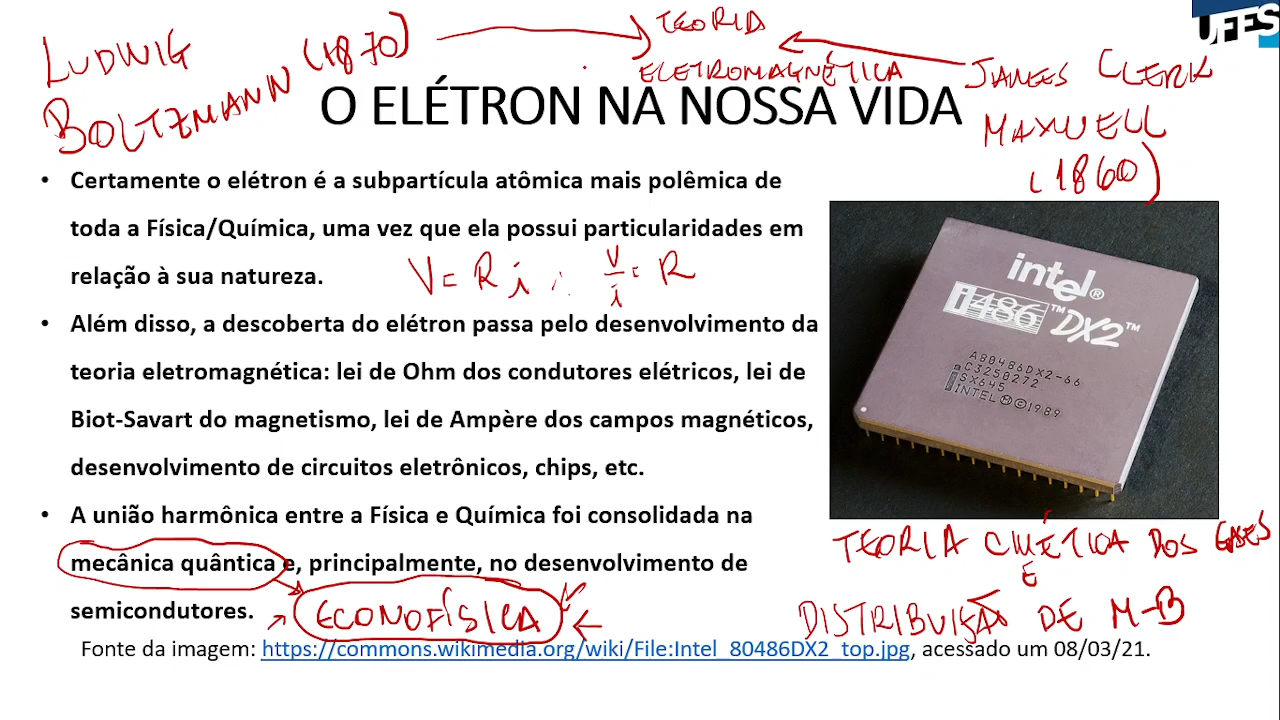 LUDWIG
BOLTZMANN (1870)
TEORIA
ELETROMAGNÉTICA
JAMES CLERK
MAXWELL
(1860)
UFES
O ELÉTRON NA NOSSA VIDA
• Certamente o elétron é a subpartícula atômica mais polêmica de
toda a Física/Química, uma vez que ela possui particularidades em
relação à sua natureza.
V = R i ∴ V/i = R
• Além disso, a descoberta do elétron passa pelo desenvolvimento da
teoria eletromagnética: lei de Ohm dos condutores elétricos, lei de
Biot-Savart do magnetismo, lei de Ampère dos campos magnéticos,
desenvolvimento de circuitos eletrônicos, chips, etc.
• A união harmônica entre a Física e Química foi consolidada na
mecânica quântica e, principalmente, no desenvolvimento de
semicondutores.
ECONOFÍSICA
intel®
i486™DX2™
A80486DX2-66
C3250272
SX645
INTEL Ⓜ©1989
TEORIA CINÉTICA DOS GASES
E
DISTRIBUIÇÃO DE M-B
Fonte da imagem: https://commons.wikimedia.org/wiki/File:Intel_80486DX2_top.jpg, acessado um 08/03/21.